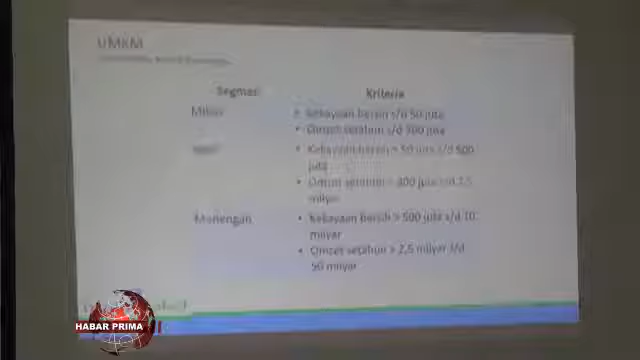 UMKM
Segmen
Kriteria
Mikro
• Kekayaan bersih s/d 50 juta
• Omzet setahun s/d 300 juta
• Kekayaan bersih > 50 juta s/d 500
juta
• Omzet setahun > 300 juta s/d 2,5
milyar
Menengah
• Kekayaan bersih > 500 juta s/d 10
milyar
• Omzet setahun > 2,5 milyar s/d
50 milyar
HABAR PRIMA